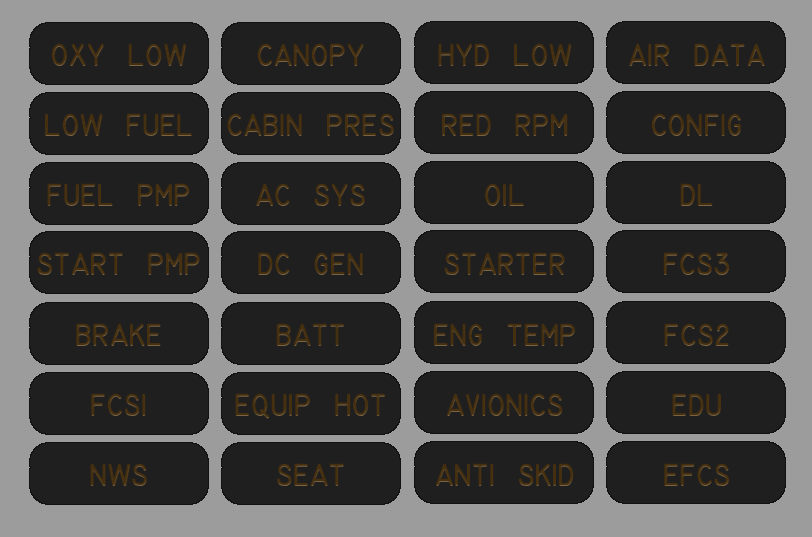 OXY LOW CANOPY HYD LOW AIR DATA
LOW FUEL CABIN PRES RED RPM CONFIG
FUEL PMP AC SYS OIL DL
START PMP DC GEN STARTER FCS3
BRAKE BATT ENG TEMP FCS2
FCS1 EQUIP HOT AVIONICS EDU
NWS SEAT ANTI SKID EFCS